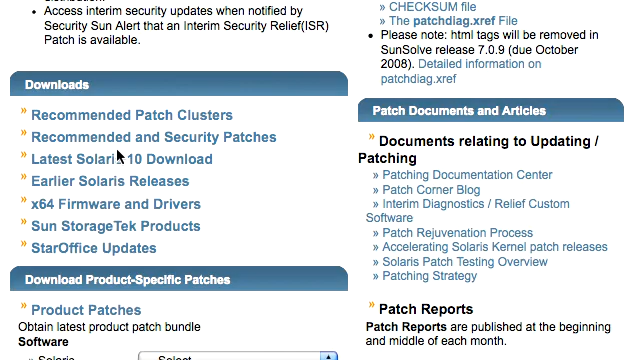 • Access interim security updates when notified by
Security Sun Alert that an Interim Security Relief(ISR)
Patch is available.
Downloads
» Recommended Patch Clusters
» Recommended and Security Patches
» Latest Solaris 10 Download
» Earlier Solaris Releases
» x64 Firmware and Drivers
» Sun StorageTek Products
» StarOffice Updates
Download Product-Specific Patches
» Product Patches
Obtain latest product patch bundle
Software
» Solaris
Select
» CHECKSUM file
» The patchdiag.xref File
• Please note: html tags will be removed in
SunSolve release 7.0.9 (due October
2008). Detailed information on
patchdiag.xref
Patch Documents and Articles
» Documents relating to Updating /
Patching
» Patching Documentation Center
» Patch Corner Blog
» Interim Diagnostics / Relief Custom
Software
» Patch Rejuvenation Process
» Accelerating Solaris Kernel patch releases
» Solaris Patch Testing Overview
» Patching Strategy
» Patch Reports
Patch Reports are published at the beginning
and middle of each month.